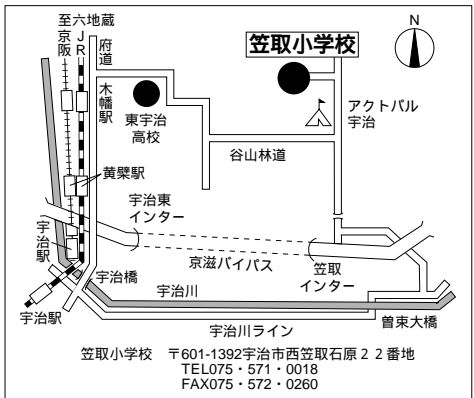 至六地蔵
京阪
JR
府道
木幡駅
笠取小学校
N
東宇治
高校
アクトパル
宇治
谷山林道
黄檗駅
宇治東
インター
宇治駅
京滋バイパス
笠取
インター
宇治橋
宇治川
宇治駅
宇治川ライン
曽束大橋
笠取小学校　〒601-1392宇治市西笠取石原２２番地
TEL075・571・0018
FAX075・572・0260